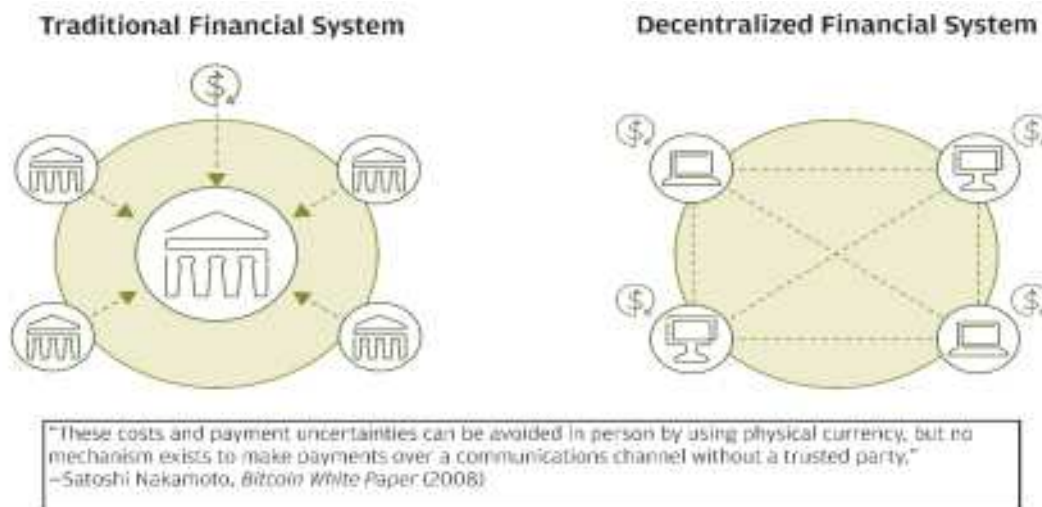 Traditional Financial System
Decentralized Financial System
$
$
$
$
$
"These costs and payment uncertainties can be avoided in person by using physical currency, but no
mechanism exists to make payments over a communications channel without a trusted party."
—Satoshi Nakamoto, Bitcoin White Paper (2008)